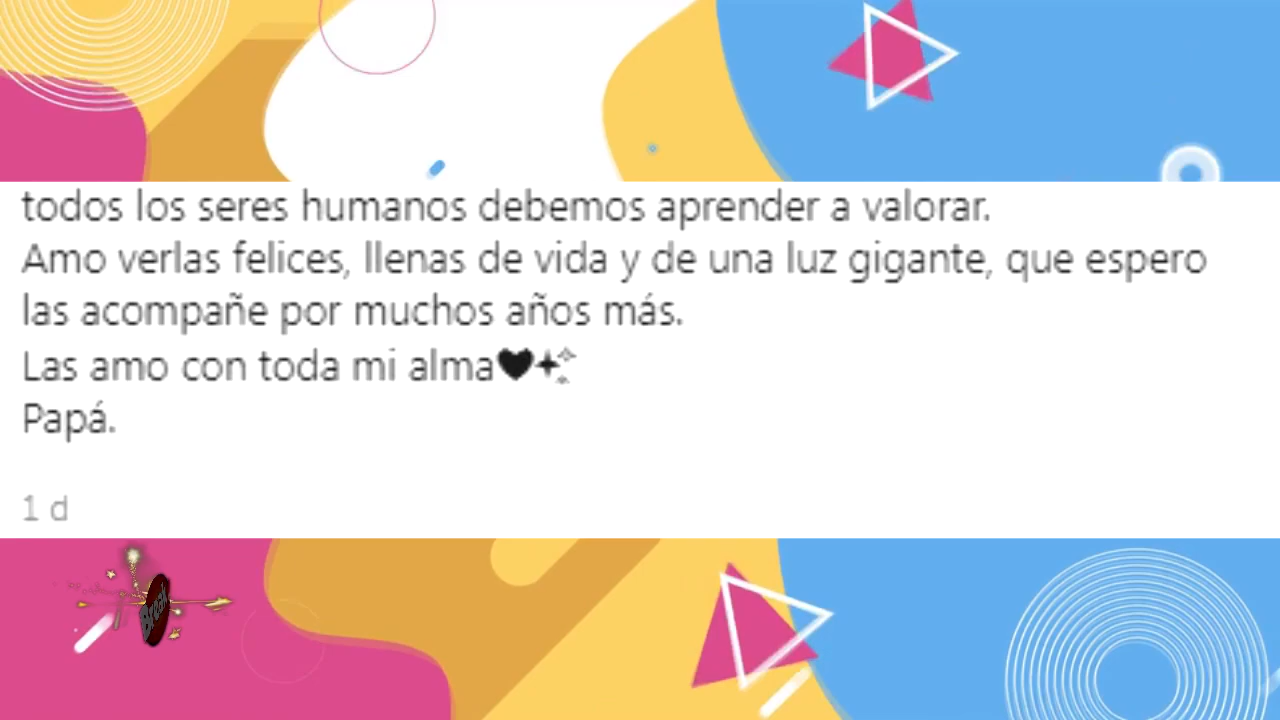 todos los seres humanos debemos aprender a valorar.
Amo verlas felices, llenas de vida y de una luz gigante, que espero
las acompañe por muchos años más.
Las amo con toda mi alma🖤✨
Papá.
1 d
Break